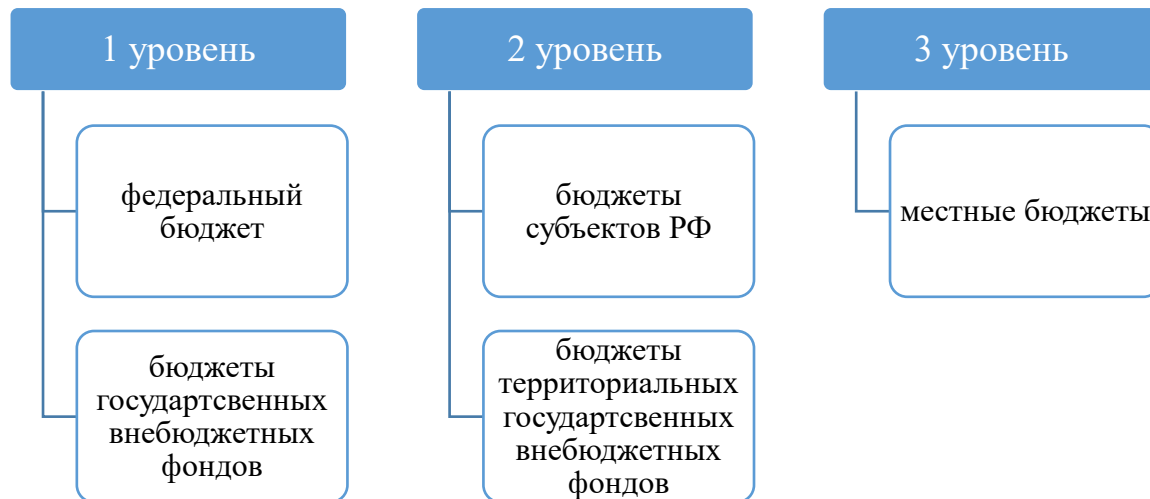 1 уровень
2 уровень
3 уровень
федеральный
бюджет
бюджеты
субъектов РФ
местные бюджеты
бюджеты
государтсвенных
внебюджетных
фондов
бюджеты
территориальных
государтсвенных
внебюджетных
фондов